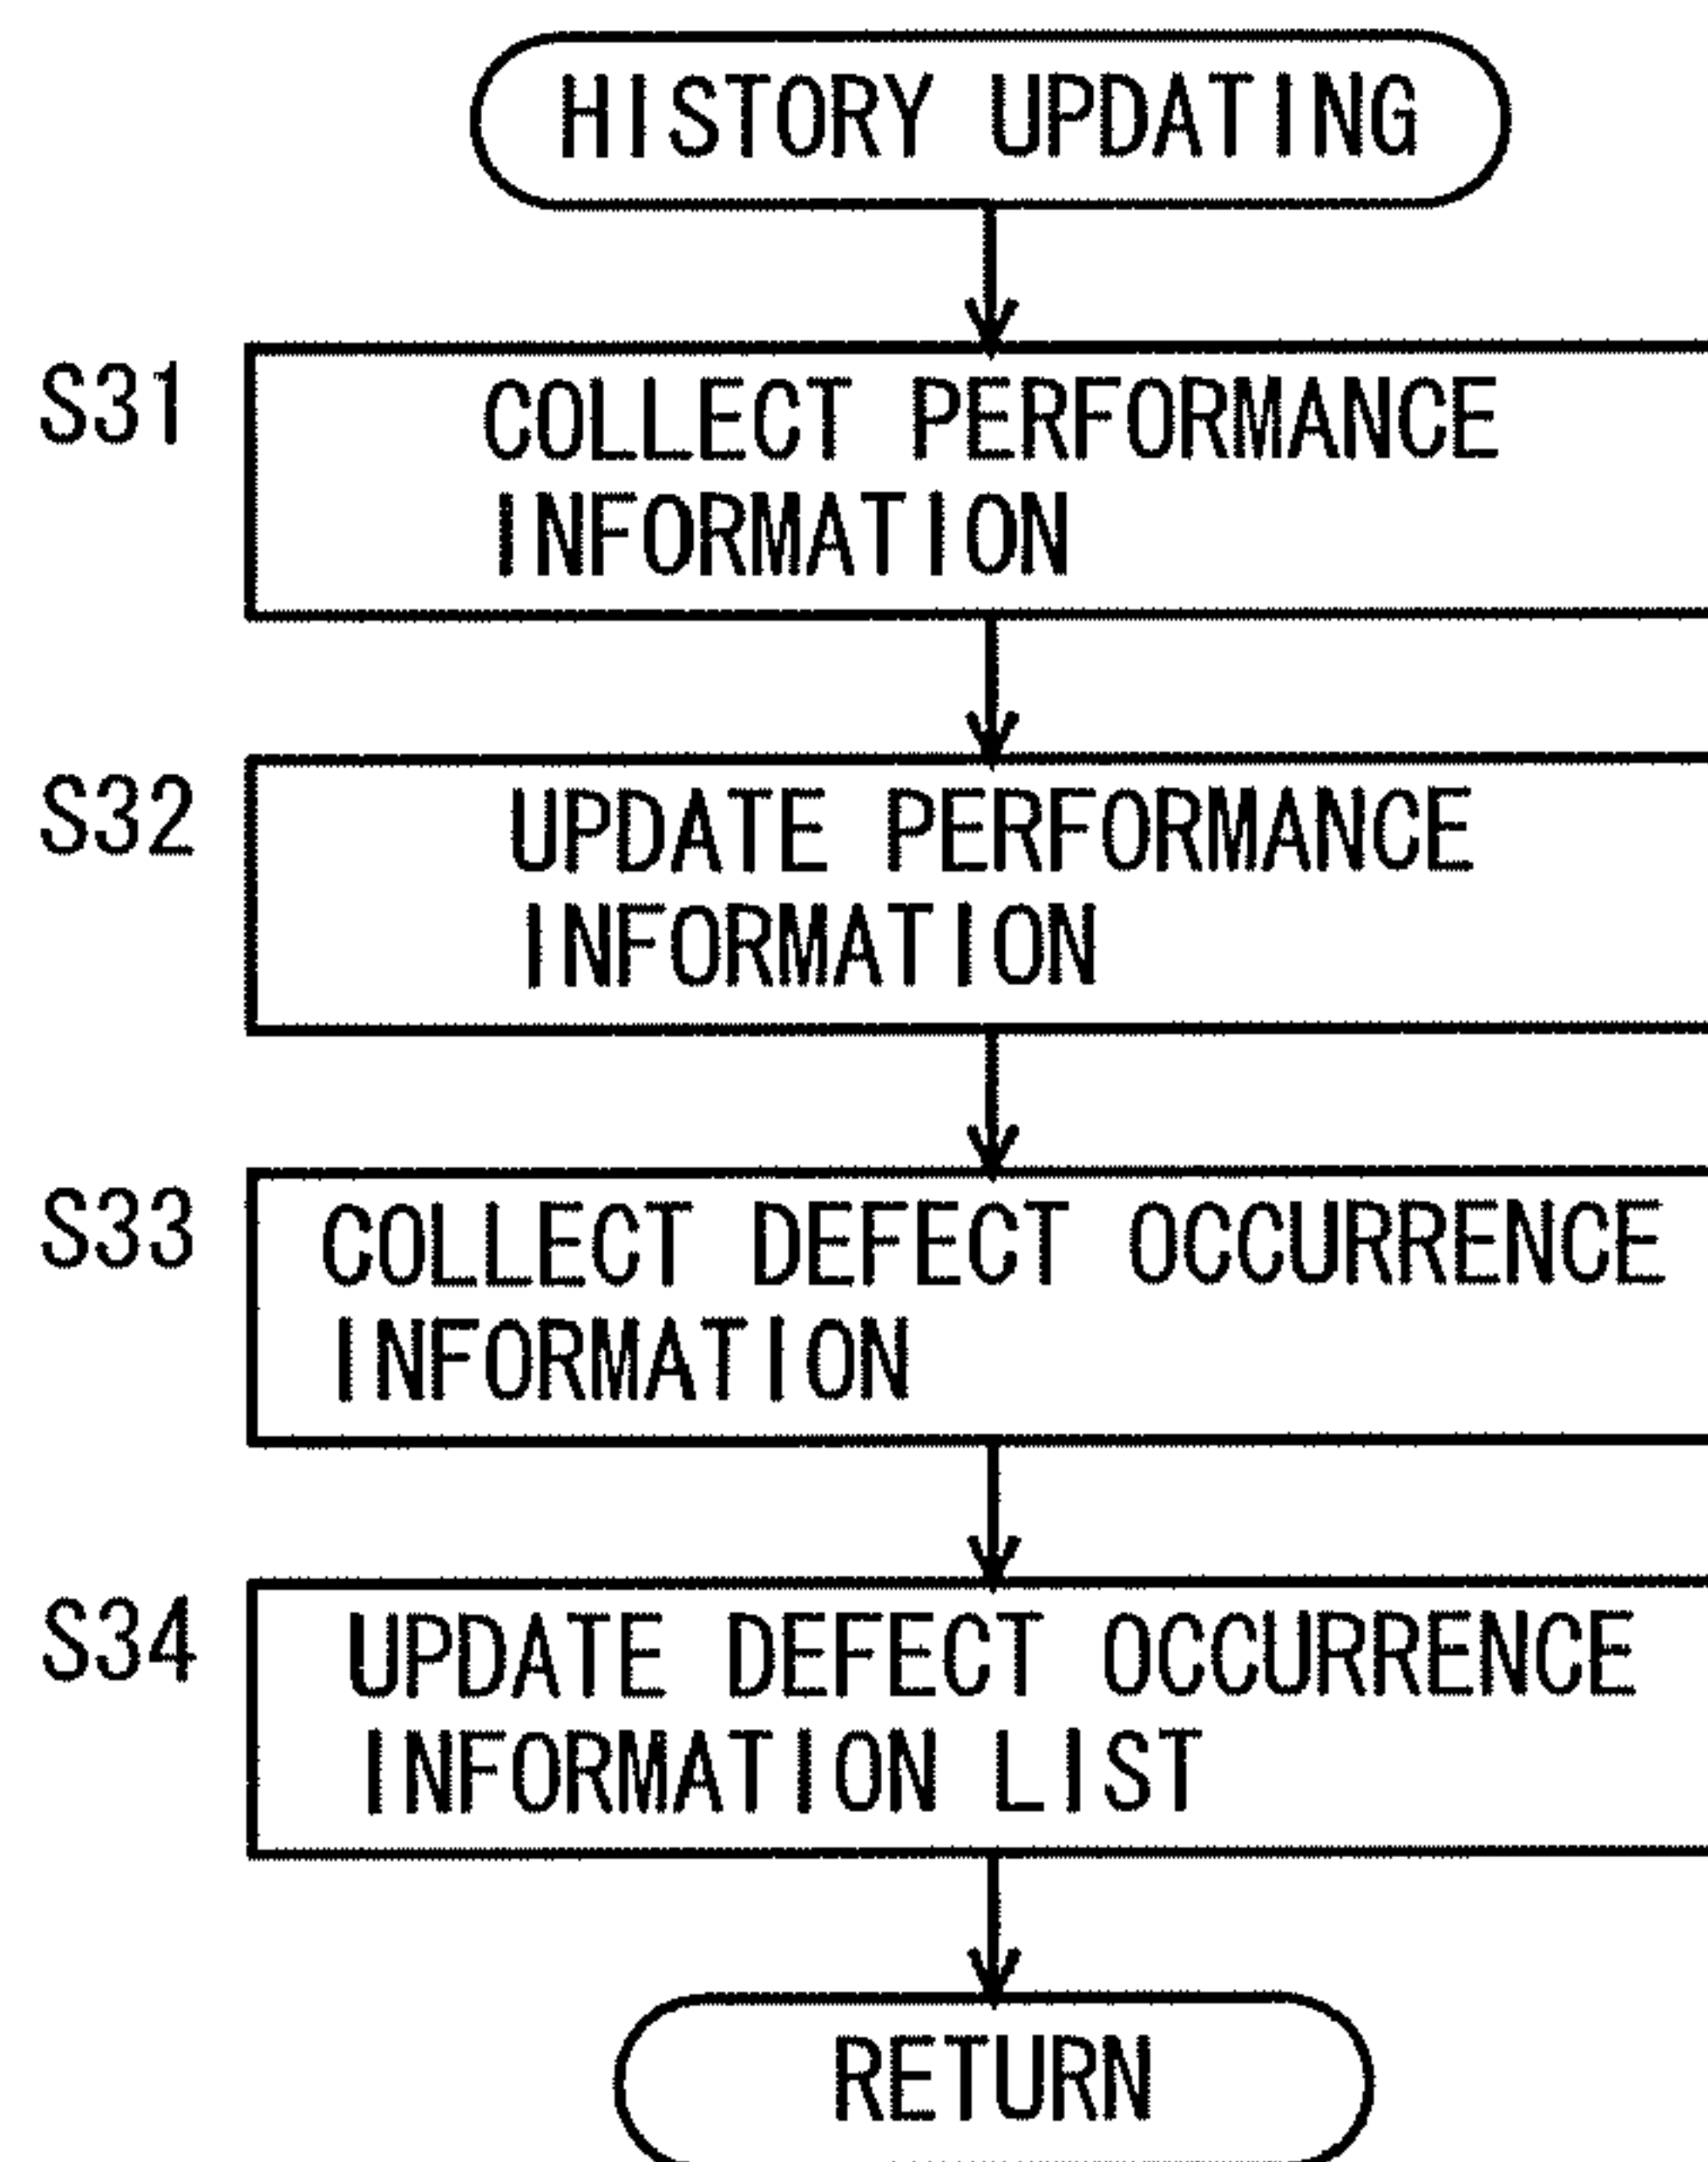 HISTORY UPDATING
S31
COLLECT PERFORMANCE
INFORMATION
S32
UPDATE PERFORMANCE
INFORMATION
S33
COLLECT DEFECT OCCURRENCE
INFORMATION
S34
UPDATE DEFECT OCCURRENCE
INFORMATION LIST
RETURN